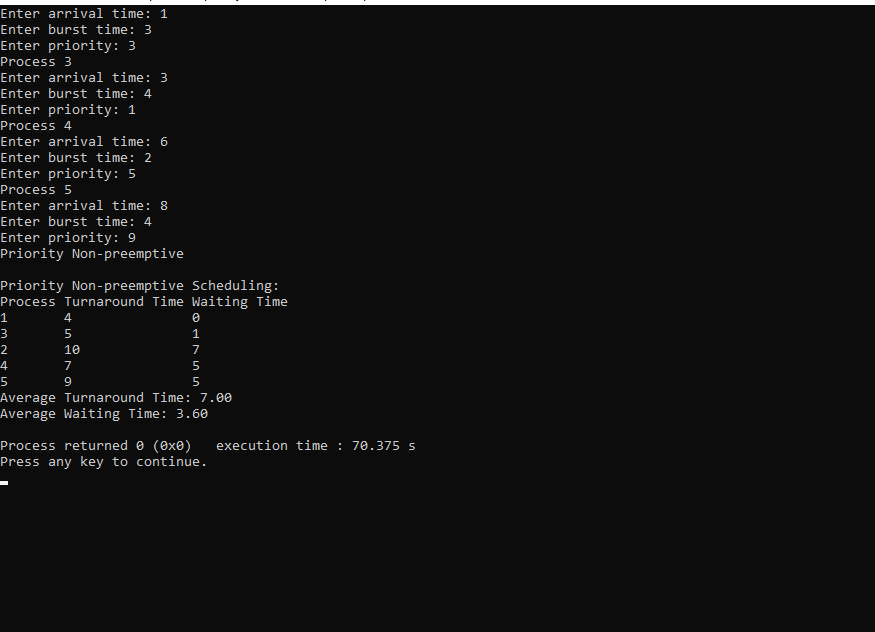 Enter arrival time: 1
Enter burst time: 3
Enter priority: 3
Process 3
Enter arrival time: 3
Enter burst time: 4
Enter priority: 1
Process 4
Enter arrival time: 6
Enter burst time: 2
Enter priority: 5
Process 5
Enter arrival time: 8
Enter burst time: 4
Enter priority: 9
Priority Non-preemptive
Priority Non-preemptive Scheduling:
Process Turnaround Time Waiting Time
1 4 0
3 5 1
2 10 7
4 7 5
5 9 5
Average Turnaround Time: 7.00
Average Waiting Time: 3.60
Process returned 0 (0x0) execution time : 70.375 s
Press any key to continue.